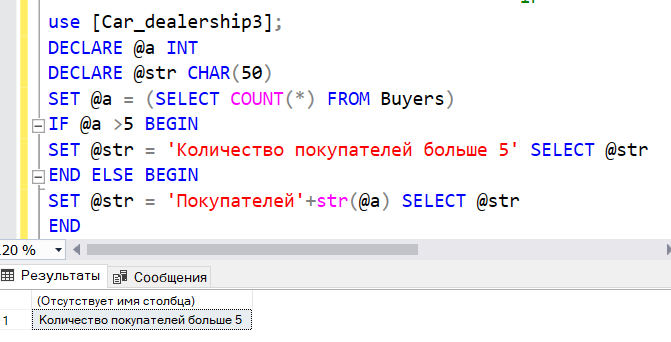 use [Car_dealership3];
DECLARE @a INT
DECLARE @str CHAR(50)
SET @a = (SELECT COUNT(*) FROM Buyers)
IF @a >5 BEGIN
SET @str = 'Количество покупателей больше 5' SELECT @str
END ELSE BEGIN
SET @str = 'Покупателей'+str(@a) SELECT @str
END
20 %
Результаты Сообщения
(Отсутствует имя столбца)
1 Количество покупателей больше 5